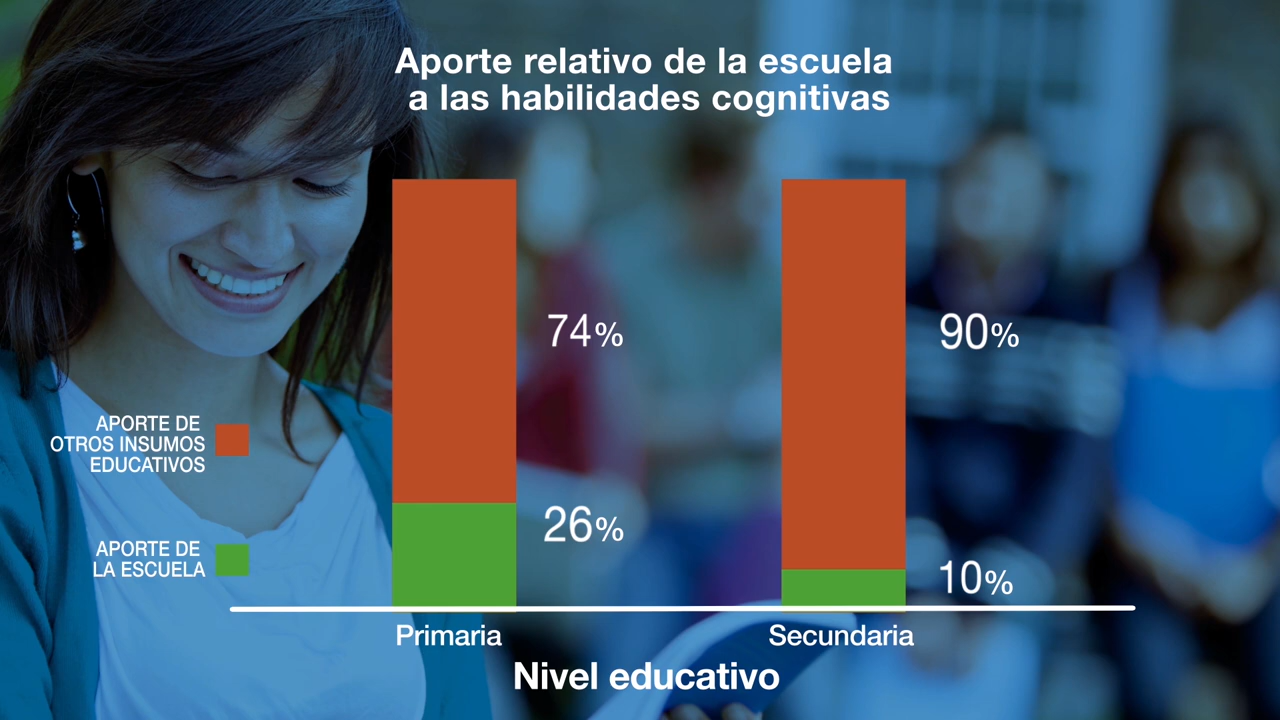 Aporte relativo de la escuela
a las habilidades cognitivas
74%
90%
APORTE DE
OTROS INSUMOS
EDUCATIVOS
26%
APORTE DE
LA ESCUELA
10%
Primaria
Secundaria
Nivel educativo